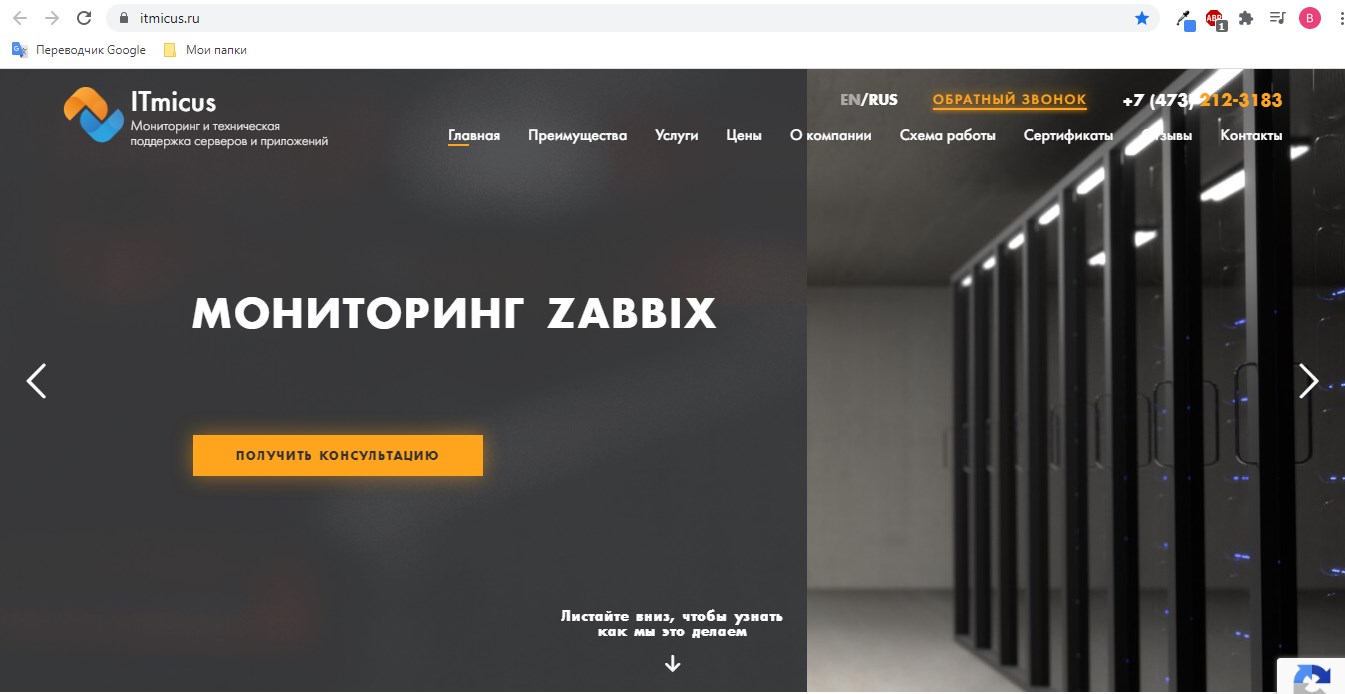 itmicus.ru
ABP
1
B
Переводчик Google
Мои папки
ITmicus
Мониторинг и техническая
поддержка серверов и приложений
EN/RUS
ОБРАТНЫЙ ЗВОНОК
+7 (473) 212-3183
Главная Преимущества Услуги Цены О компании Схема работы Сертификаты Отзывы Контакты
МОНИТОРИНГ ZABBIX
ПОЛУЧИТЬ КОНСУЛЬТАЦИЮ
Листайте вниз, чтобы узнать
как мы это делаем